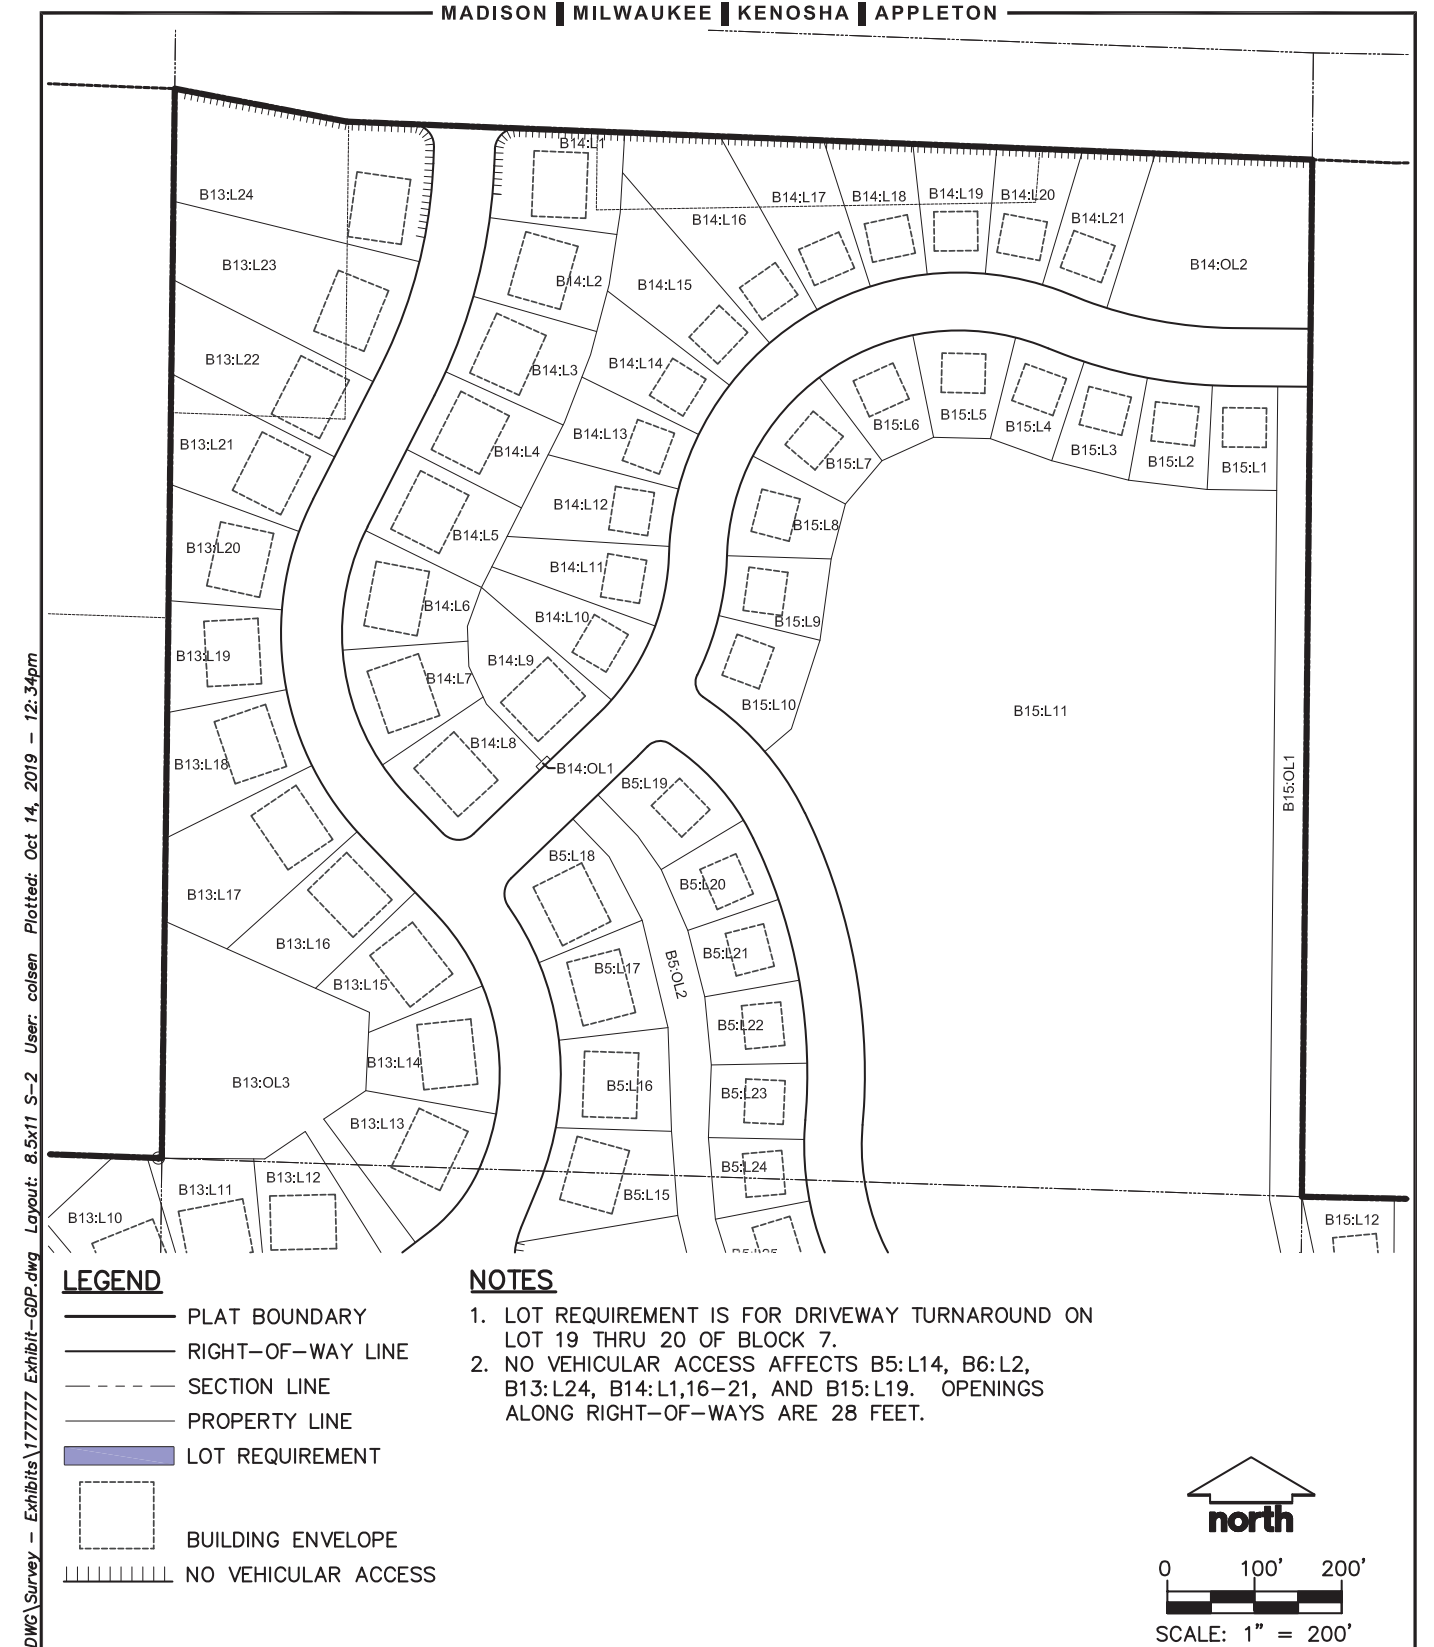 MADISON MILWAUKEE KENOSHA APPLETON
B14:L1
B13:L24
B14:L17
B14:L18
B14:L19
B14:L20
B14:L16
B14:L21
B13:L23
B14:OL2
B14:L2
B14:L15
B13:L22
B14:L14
B14:L3
B15:L6
B15:L5
B15:L4
B14:L13
B13:L21
B14:L4
B15:L3
B15:L7
B15:L2
B15:L1
B14:L12
B15:L8
B14:L5
B13:L20
B14:L11
B14:L6
B14:L10
B15:L9
B13:L19
B14:L9
B14:L7
B15:L10
B15:L11
B14:L8
B13:L18
B14:OL1
B5:L19
B15:OL1
B5:L18
B5:L20
B13:L17
B13:L16
B5:L21
B5:L17
B5:OL2
B13:L15
B5:L22
B13:L14
B13:OL3
B5:L16
B5:L23
B13:L13
B5:L24
B13:L12
B13:L11
B5:L15
B13:L10
B15:L12
DWG\Survey - Exhibits\177777 Exhibit-GDP.dwg Layout: 8.5x11 S-2 User: colsen Plotted: Oct 14, 2019 - 12:34pm
LEGEND
PLAT BOUNDARY
RIGHT-OF-WAY LINE
SECTION LINE
PROPERTY LINE
LOT REQUIREMENT
BUILDING ENVELOPE
NO VEHICULAR ACCESS
NOTES
1. LOT REQUIREMENT IS FOR DRIVEWAY TURNAROUND ON
LOT 19 THRU 20 OF BLOCK 7.
2. NO VEHICULAR ACCESS AFFECTS B5:L14, B6:L2,
B13:L24, B14:L1,16-21, AND B15:L19. OPENINGS
ALONG RIGHT-OF-WAYS ARE 28 FEET.
north
0 100' 200'
SCALE: 1" = 200'